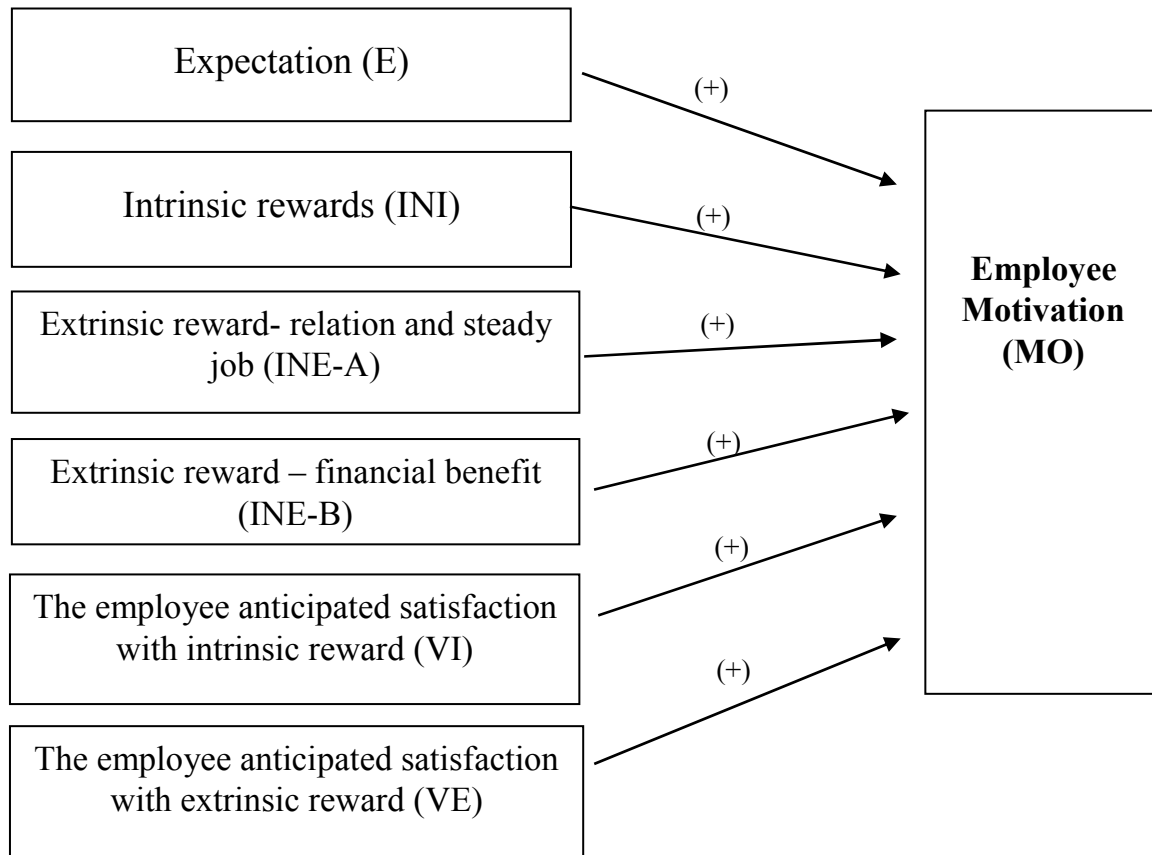 Expectation (E)
(+)
Intrinsic rewards (INI)
(+)
Extrinsic reward- relation and steady
job (INE-A)
(+)
Extrinsic reward – financial benefit
(INE-B)
(+)
The employee anticipated satisfaction
with intrinsic reward (VI)
(+)
The employee anticipated satisfaction
with extrinsic reward (VE)
(+)
Employee
Motivation
(MO)